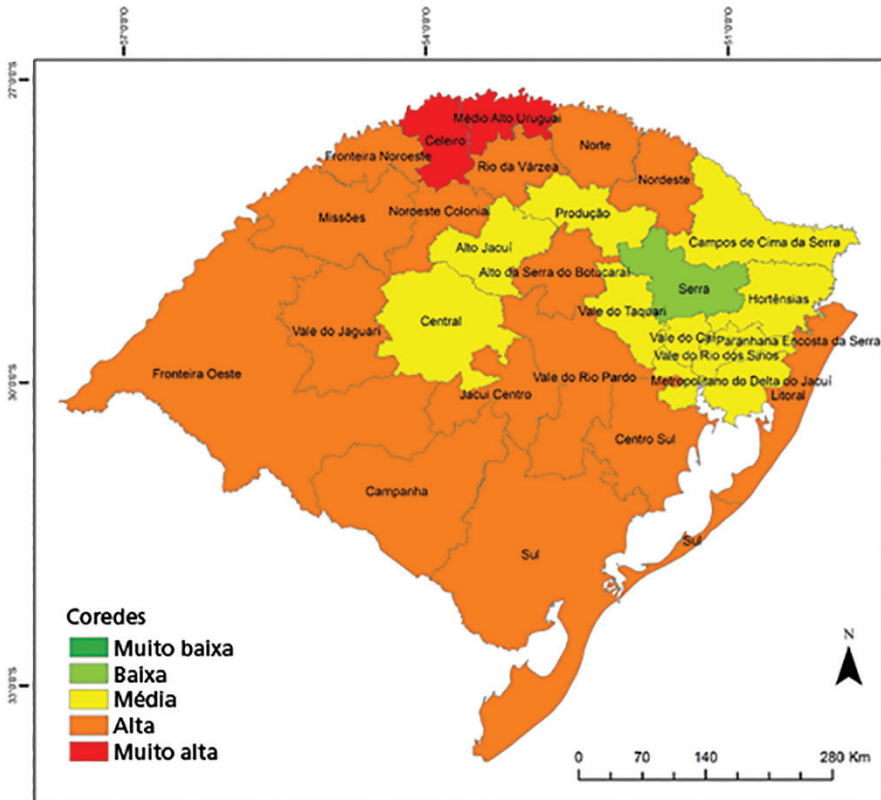 57°0'0"S
54°0'0"S
51°0'0"S
27°0'0"S
30°0'0"S
33°0'0"S
Médio Alto Uruguai
Celeiro
Norte
Fronteira Noroeste
Rio da Várzea
Nordeste
Missões
Noroeste Colonial
Produção
Campos de Cima da Serra
Alto Jacuí
Alto da Serra do Botucaraí
Serra
Hortênsias
Central
Vale do Taquari
Vale do Jaguari
Vale do Caí
Paranhana Encosta da Serra
Vale do Rio dos Sinos
Fronteira Oeste
Vale do Rio Pardo
Metropolitano do Delta do Jacuí
Jacui Centro
Litoral
Centro Sul
Campanha
Sul
Sul
Coredes
Muito baixa
Baixa
Média
Alta
Muito alta
N
0 70 140 280 Km